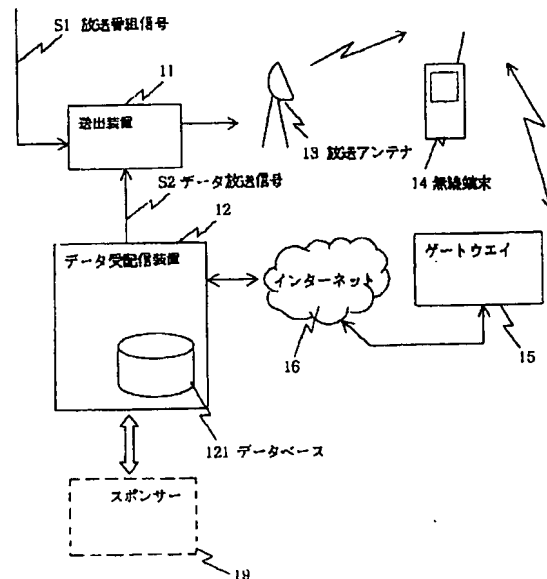 S1 放送番組信号
11
送出装置
13 放送アンテナ
14 無線端末
S2 データ放送信号
12
データ受配信装置
インターネット
16
ゲートウエイ
15
121 データベース
スポンサー
19